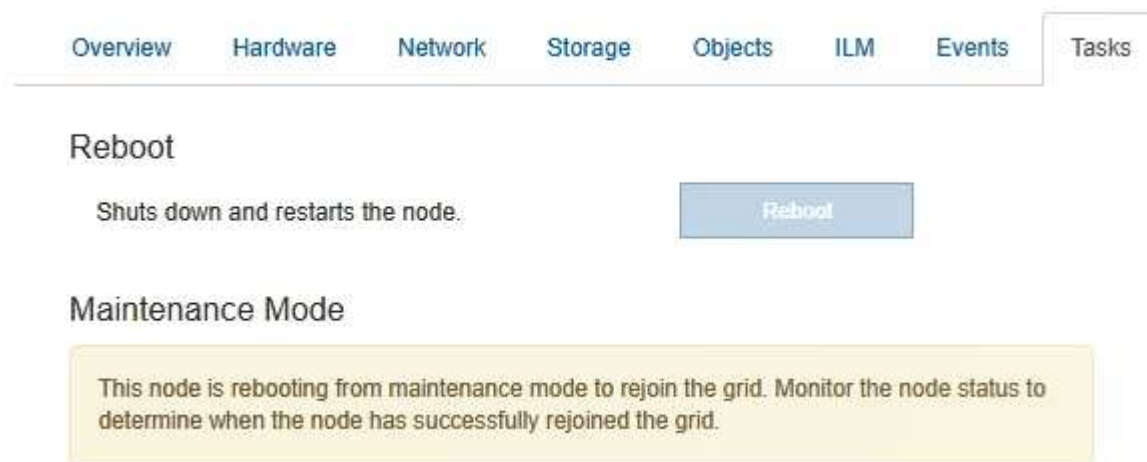 Overview Hardware Network Storage Objects ILM Events Tasks
Reboot
Shuts down and restarts the node. Reboot
Maintenance Mode
This node is rebooting from maintenance mode to rejoin the grid. Monitor the node status to
determine when the node has successfully rejoined the grid.